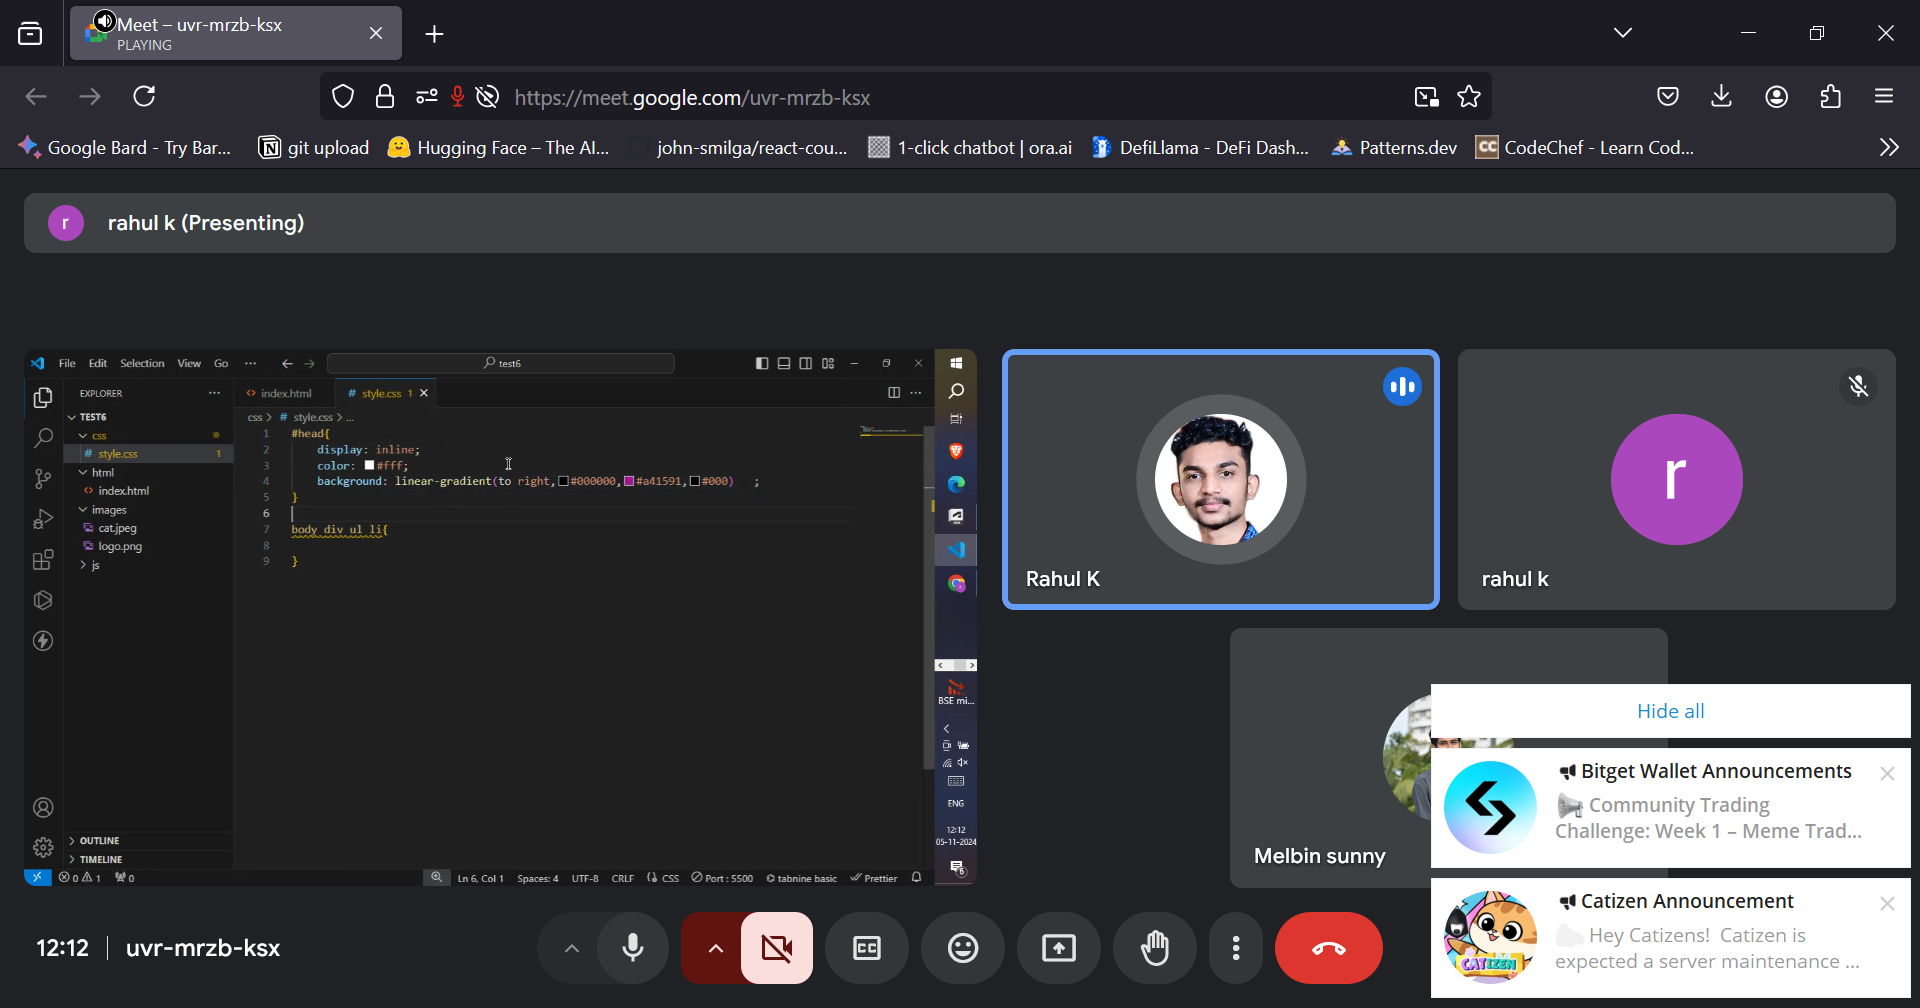 Meet – uvr-mrzb-ksx
PLAYING
https://meet.google.com/uvr-mrzb-ksx
Google Bard - Try Bar...
git upload
Hugging Face – The AI...
john-smilga/react-cou...
1-click chatbot | ora.ai
DefiLlama - DeFi Dash...
Patterns.dev
CC CodeChef - Learn Cod...
r rahul k (Presenting)
File Edit Selection View Go ... test6
EXPLORER ...
index.html
# style.css 1
TEST6
css > # style.css > ...
css
# style.css 1
html
index.html
images
cat.jpeg
logo.png
js
1 #head{
2 display: inline;
3 color: #fff;
4 background: linear-gradient(to right, #000000, #a41591, #000) ;
5 }
6
7 body div ul li{
8
9 }
OUTLINE
TIMELINE
0 1 0
Ln 6, Col 1 Spaces: 4 UTF-8 CRLF CSS Port : 5500 tabnine basic Prettier
BSE mi...
ENG
12:12
05-11-2024
6
Rahul K
r
rahul k
Melbin sunny
Hide all
Bitget Wallet Announcements
Community Trading
Challenge: Week 1 – Meme Trad...
Catizen Announcement
CATIZEN
Hey Catizens! Catizen is
expected a server maintenance ...
12:12 | uvr-mrzb-ksx
CC